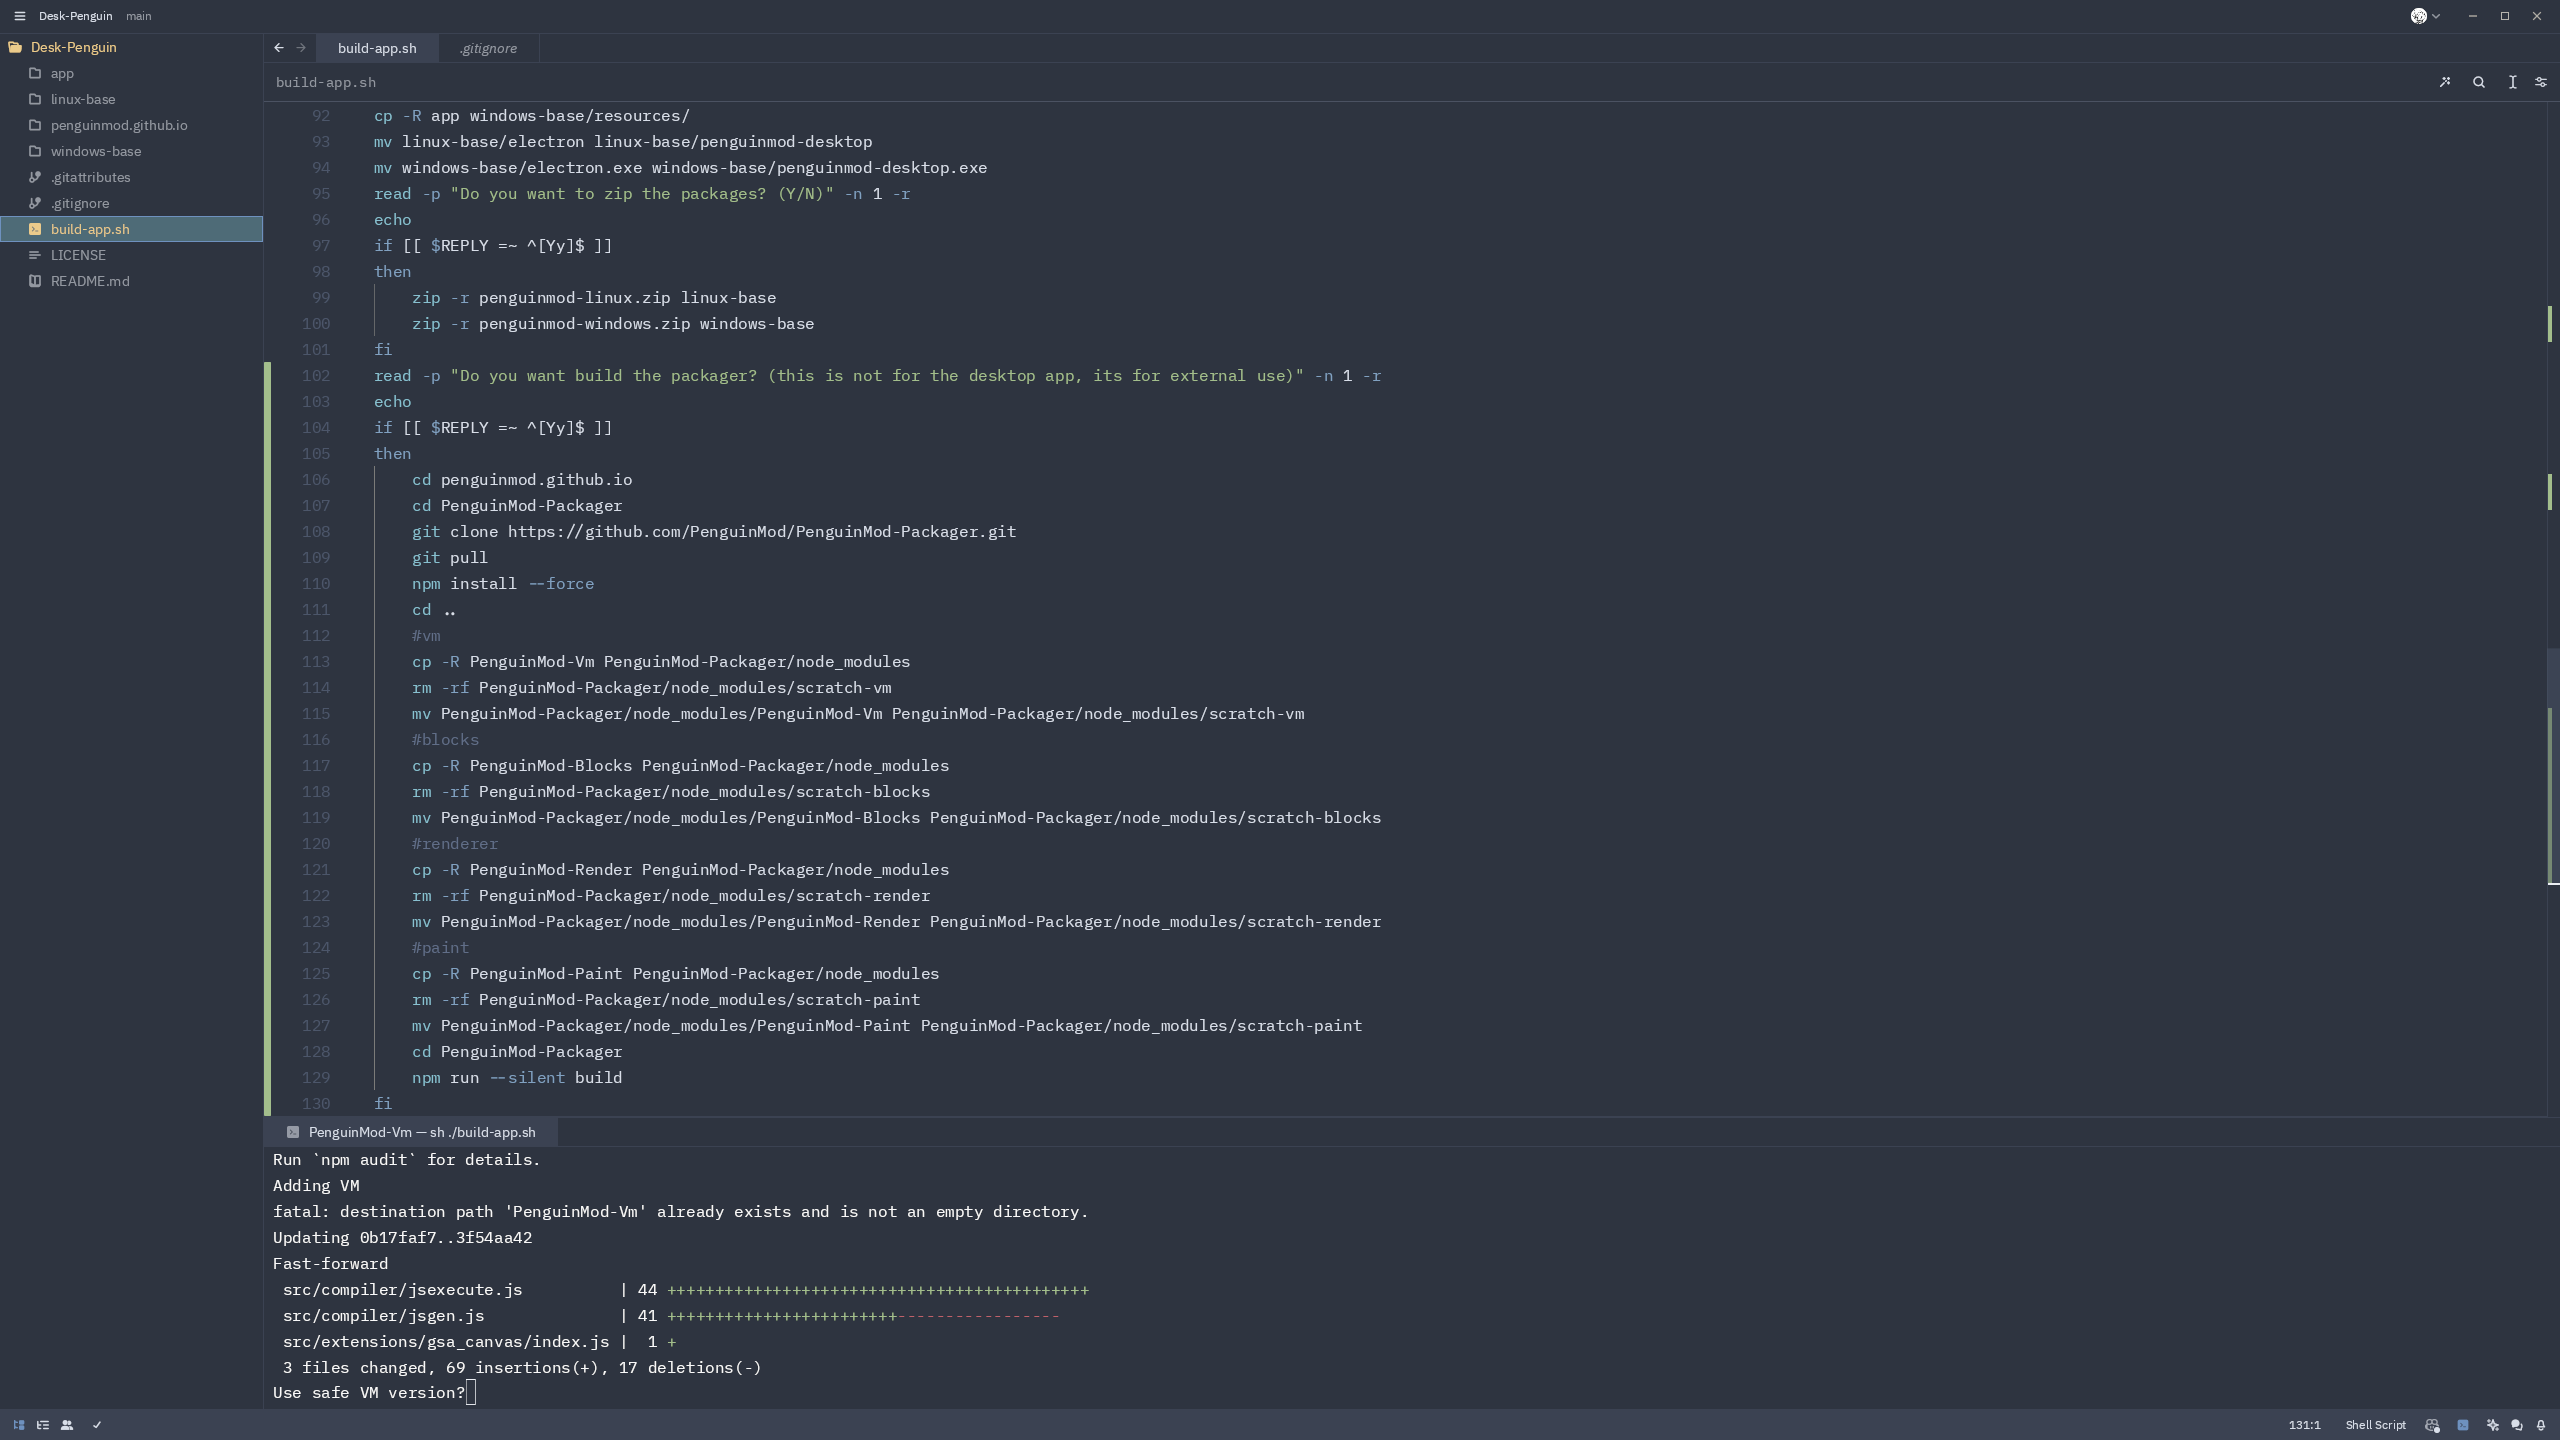 Desk-Penguin main
Desk-Penguin
app
linux-base
penguinmod.github.io
windows-base
.gitattributes
.gitignore
build-app.sh
LICENSE
README.md
build-app.sh .gitignore
build-app.sh
92 cp -R app windows-base/resources/
93 mv linux-base/electron linux-base/penguinmod-desktop
94 mv windows-base/electron.exe windows-base/penguinmod-desktop.exe
95 read -p "Do you want to zip the packages? (Y/N)" -n 1 -r
96 echo
97 if [[ $REPLY =~ ^[Yy]$ ]]
98 then
99 zip -r penguinmod-linux.zip linux-base
100 zip -r penguinmod-windows.zip windows-base
101 fi
102 read -p "Do you want build the packager? (this is not for the desktop app, its for external use)" -n 1 -r
103 echo
104 if [[ $REPLY =~ ^[Yy]$ ]]
105 then
106 cd penguinmod.github.io
107 cd PenguinMod-Packager
108 git clone https://github.com/PenguinMod/PenguinMod-Packager.git
109 git pull
110 npm install --force
111 cd ..
112 #vm
113 cp -R PenguinMod-Vm PenguinMod-Packager/node_modules
114 rm -rf PenguinMod-Packager/node_modules/scratch-vm
115 mv PenguinMod-Packager/node_modules/PenguinMod-Vm PenguinMod-Packager/node_modules/scratch-vm
116 #blocks
117 cp -R PenguinMod-Blocks PenguinMod-Packager/node_modules
118 rm -rf PenguinMod-Packager/node_modules/scratch-blocks
119 mv PenguinMod-Packager/node_modules/PenguinMod-Blocks PenguinMod-Packager/node_modules/scratch-blocks
120 #renderer
121 cp -R PenguinMod-Render PenguinMod-Packager/node_modules
122 rm -rf PenguinMod-Packager/node_modules/scratch-render
123 mv PenguinMod-Packager/node_modules/PenguinMod-Render PenguinMod-Packager/node_modules/scratch-render
124 #paint
125 cp -R PenguinMod-Paint PenguinMod-Packager/node_modules
126 rm -rf PenguinMod-Packager/node_modules/scratch-paint
127 mv PenguinMod-Packager/node_modules/PenguinMod-Paint PenguinMod-Packager/node_modules/scratch-paint
128 cd PenguinMod-Packager
129 npm run --silent build
130 fi
PenguinMod-Vm — sh ./build-app.sh
Run `npm audit` for details.
Adding VM
fatal: destination path 'PenguinMod-Vm' already exists and is not an empty directory.
Updating 0b17faf7..3f54aa42
Fast-forward
src/compiler/jsexecute.js | 44 ++++++++++++++++++++++++++++++++++++++++++++
src/compiler/jsgen.js | 41 ++++++++++++++++++++++++-----------------
src/extensions/gsa_canvas/index.js | 1 +
3 files changed, 69 insertions(+), 17 deletions(-)
Use safe VM version?
131:1 Shell Script